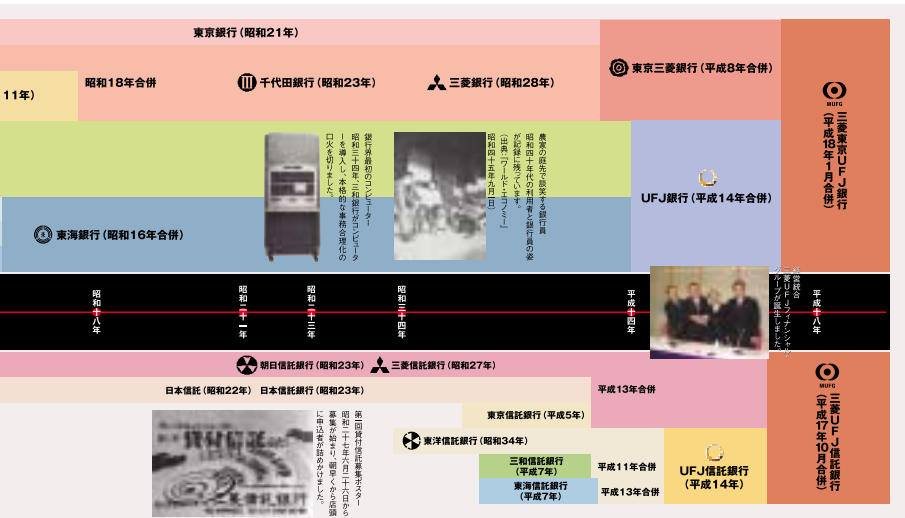 東京銀行（昭和21年）
11年）
昭和18年合併
千代田銀行（昭和23年）
三菱銀行（昭和28年）
東京三菱銀行（平成8年合併）
MUFG
三菱東京UFJ銀行
（平成18年1月合併）
銀行界最初のコンピューター
昭和三十四年、三和銀行がコンピュータ
ーを導入し、本格的な事務合理化の
口火を切りました。
農家の庭先で談笑する銀行員
昭和四十年代の利用者と銀行員の姿
が記録に残っています。
（出典：「ワールド・エコノミー」
昭和四十五年九月一日）
UFJ銀行（平成14年合併）
東海銀行（昭和16年合併）
昭和十八年
昭和二十一年
昭和二十三年
昭和三十四年
平成十四年
経営統合
三菱UFJフィナンシャル・
グループが誕生しました。
平成十八年
朝日信託銀行（昭和23年）
三菱信託銀行（昭和27年）
日本信託（昭和22年）
日本信託銀行（昭和23年）
平成13年合併
東京信託銀行（平成5年）
東洋信託銀行（昭和34年）
三和信託銀行
（平成7年）
平成11年合併
東海信託銀行
（平成7年）
平成13年合併
UFJ信託銀行
（平成14年）
MUFG
三菱UFJ信託銀行
（平成17年10月合併）
第一回貸付信託募集ポスター
昭和二十七年六月二十六日から
募集が始まり、朝早くから店頭
に申込者が詰めかけました。
貸付信託